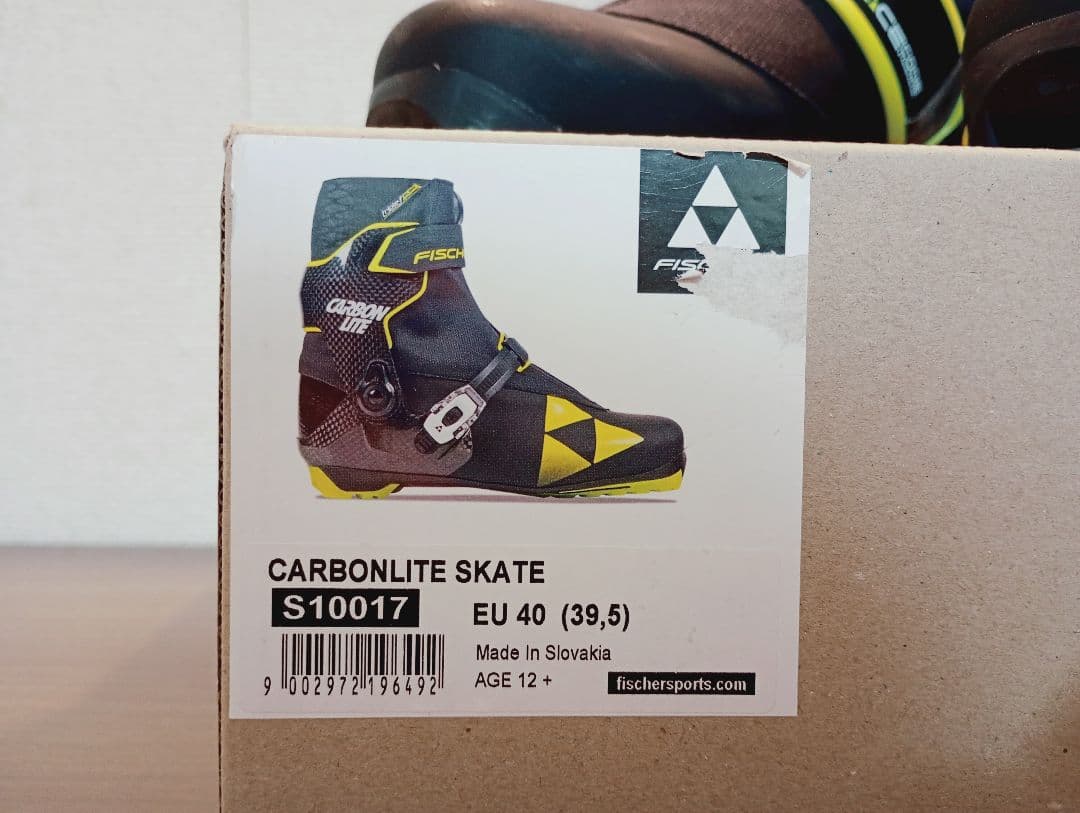 FISCH
CARBON
LITE
FISC
CARBONLITE SKATE
S10017
EU 40 (39,5)
Made In Slovakia
AGE 12 +
9 002972 196492
fischersports.com